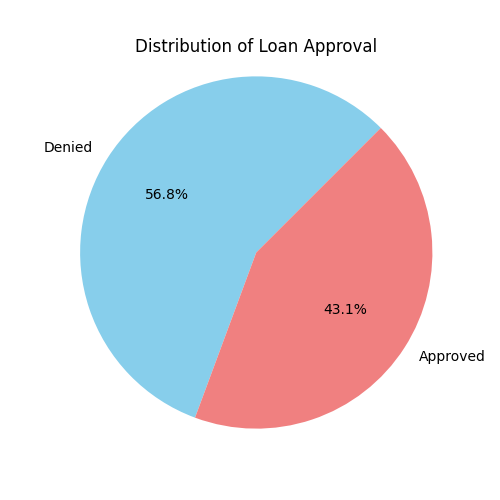 Distribution of Loan Approval
Denied
56.8%
43.1%
Approved